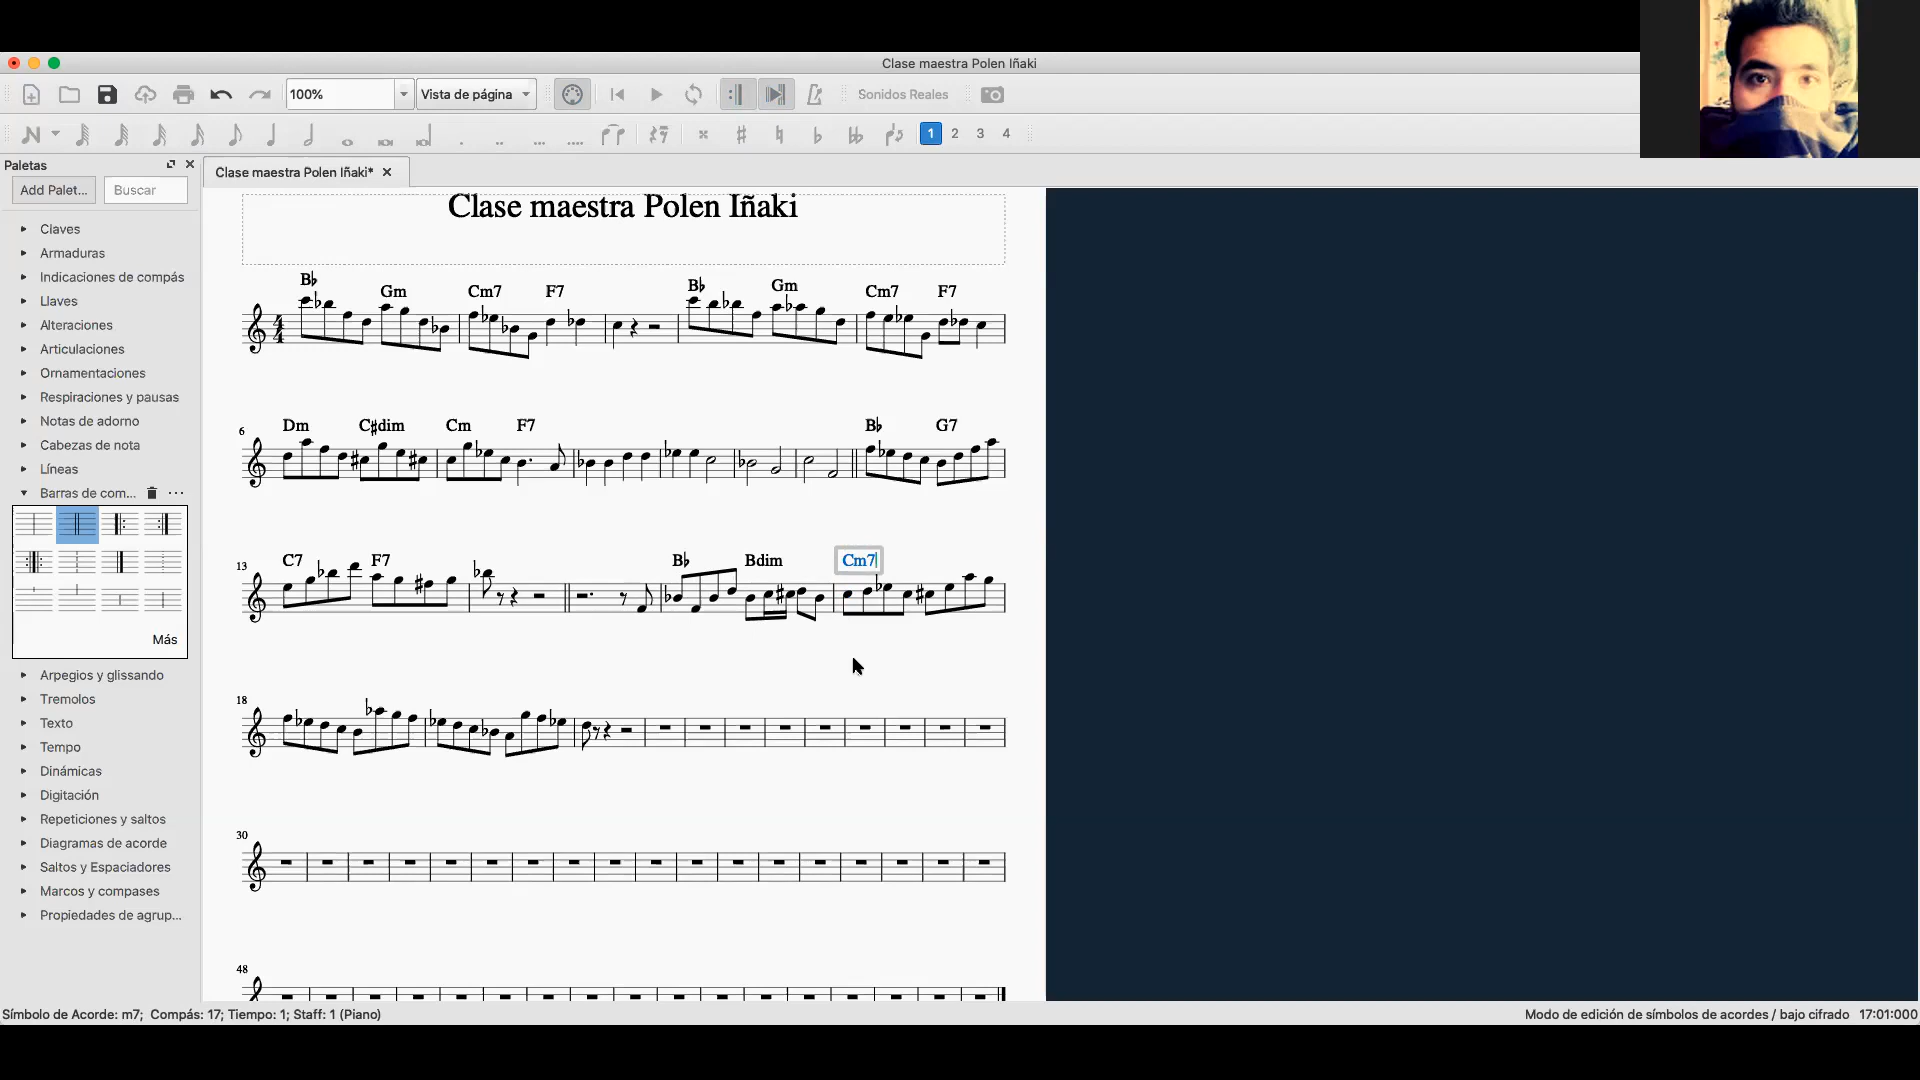 Clase maestra Polen Iñaki
100%
Vista de página
Sonidos Reales
1 2 3 4
Paletas
Clase maestra Polen Iñaki*
Add Palet...
Buscar
Claves
Armaduras
Indicaciones de compás
Llaves
Alteraciones
Articulaciones
Ornamentaciones
Respiraciones y pausas
Notas de adorno
Cabezas de nota
Líneas
Barras de com...
Más
Arpegios y glissando
Tremolos
Texto
Tempo
Dinámicas
Digitación
Repeticiones y saltos
Diagramas de acorde
Saltos y Espaciadores
Marcos y compases
Propiedades de agrup...
Clase maestra Polen Iñaki
B♭ Gm Cm7 F7 B♭ Gm Cm7 F7
4
4
6
Dm C♯dim Cm F7 B♭ G7
13
C7 F7 B♭ Bdim Cm7
18
30
48
Símbolo de Acorde: m7; Compás: 17; Tiempo: 1; Staff: 1 (Piano)
Modo de edición de símbolos de acordes / bajo cifrado 17:01:000